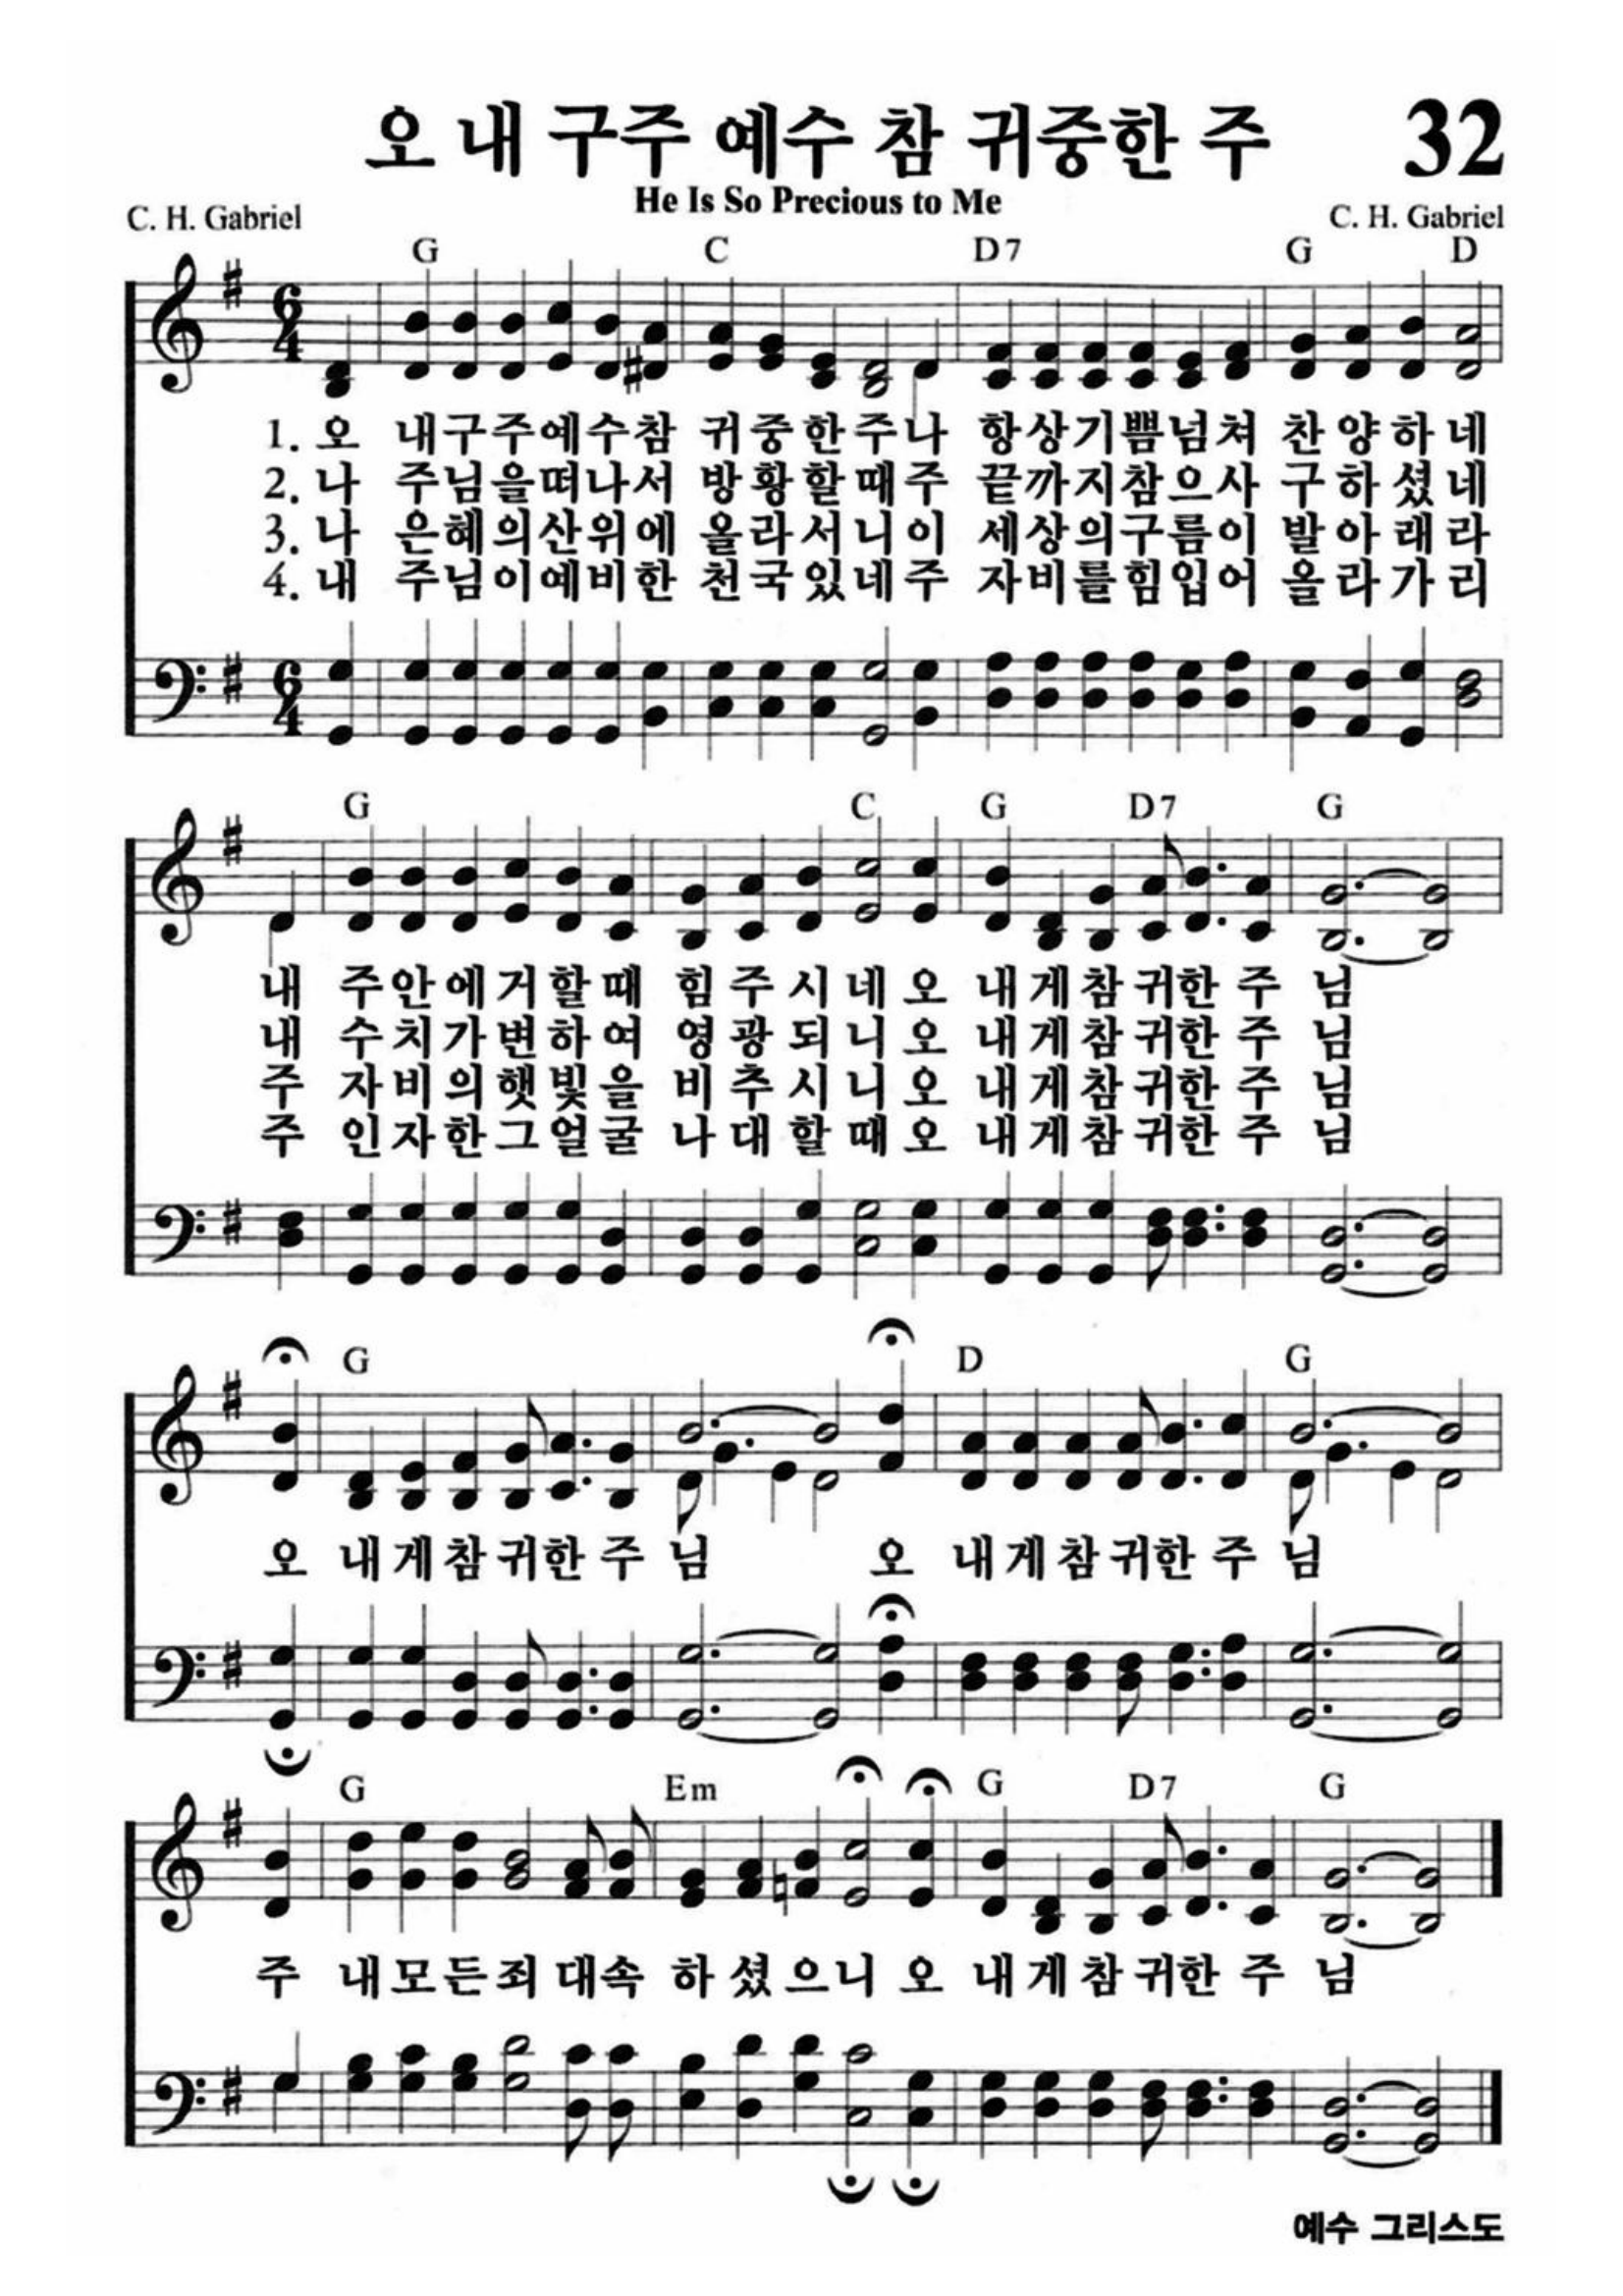 오 내 구주 예수 참 귀중한 주 32
He Is So Precious to Me
C. H. Gabriel C. H. Gabriel
G C D7 G D
6 4
1. 오 내구주예수참 귀중한주나 항상기쁨넘쳐 찬양하네
2. 나 주님을떠나서 방황할때주 끝까지참으사 구하셨네
3. 나 은혜의산위에 올라서니이 세상의구름이 발아래라
4. 내 주님이예비한 천국있네주 자비를힘입어 올라가리
6 4
G C G D7 G
내 주안에거할때 힘주시네오 내게참귀한주님
내 수치가변하여 영광되니오 내게참귀한주님
주 자비의햇빛을 비추시니오 내게참귀한주님
주 인자한그얼굴 나대할때오 내게참귀한주님
G D G
오 내게참귀한주님 오 내게참귀한주님
G Em G D7 G
주 내모든죄대속 하셨으니오 내게참귀한주님
예수 그리스도